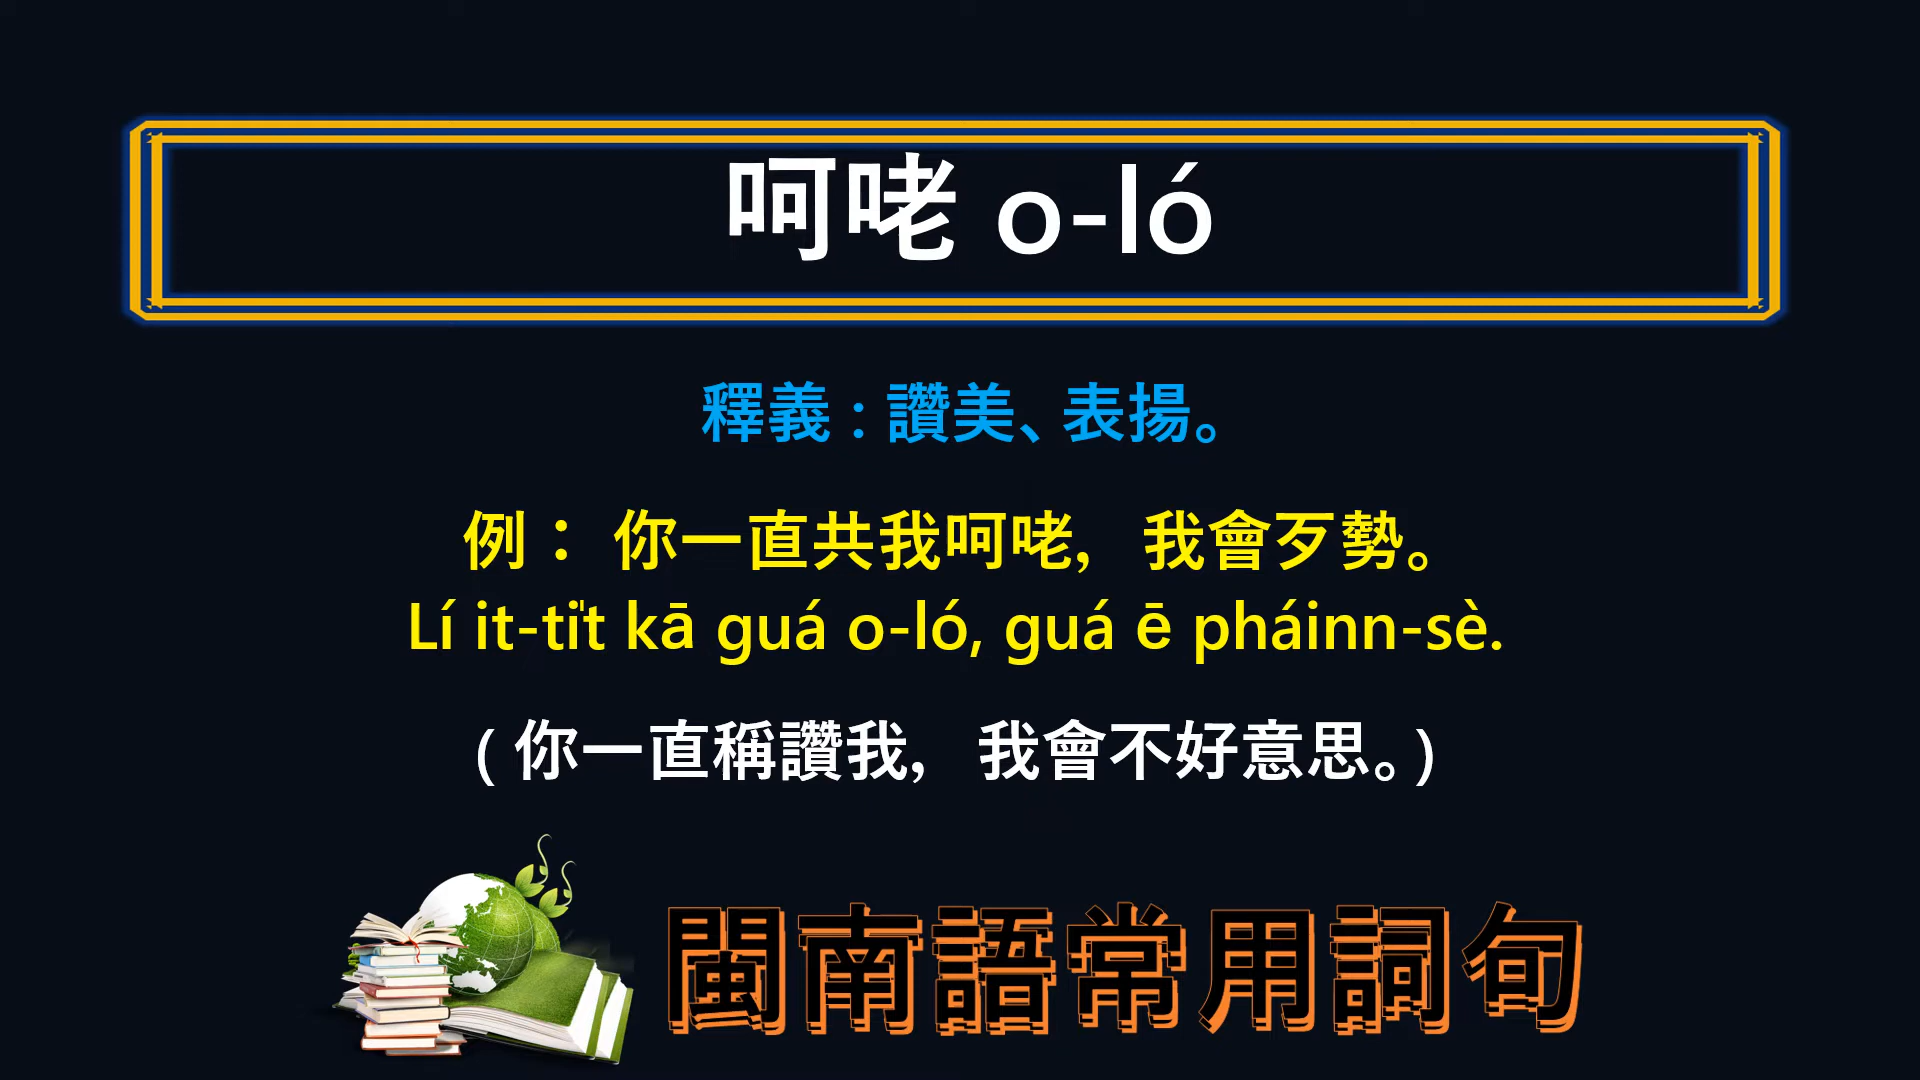 呵咾 o-ló
釋義 : 讚美、表揚。
例： 你一直共我呵咾, 我會歹勢。
Lí it-ti̍t kā guá o-ló, guá ē pháinn-sè.
( 你一直稱讚我, 我會不好意思。)
閩南語常用詞句